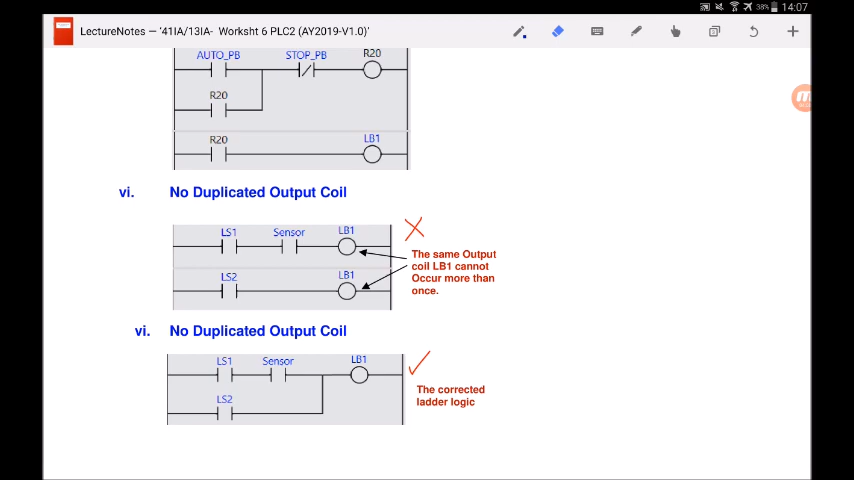 38% 14:07
LectureNotes — '41IA/13IA- Worksht 6 PLC2 (AY2019-V1.0)'
AUTO_PB STOP_PB R20
R20
R20 LB1
vi. No Duplicated Output Coil
LS1 Sensor LB1
The same Output
coil LB1 cannot
Occur more than
once.
LS2 LB1
vi. No Duplicated Output Coil
LS1 Sensor LB1
The corrected
ladder logic
LS2